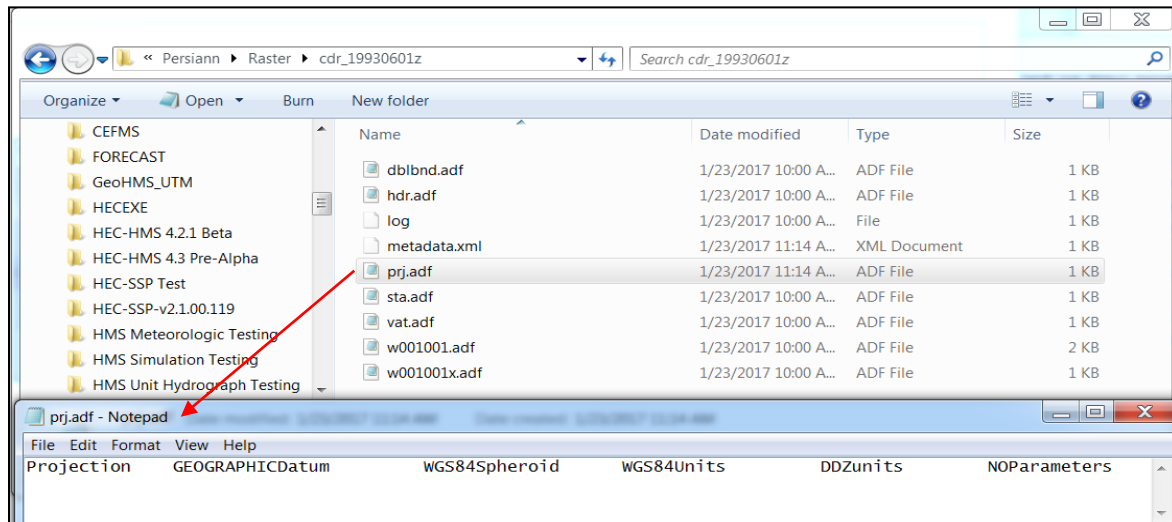 « Persiann Raster cdr_19930601z Search cdr_19930601z
Organize Open Burn New folder
CEFMS
FORECAST
GeoHMS_UTM
HECEXE
HEC-HMS 4.2.1 Beta
HEC-HMS 4.3 Pre-Alpha
HEC-SSP Test
HEC-SSP-v2.1.00.119
HMS Meteorologic Testing
HMS Simulation Testing
HMS Unit Hydrograph Testing
Name Date modified Type Size
dblbnd.adf 1/23/2017 10:00 A... ADF File 1 KB
hdr.adf 1/23/2017 10:00 A... ADF File 1 KB
log 1/23/2017 10:00 A... File 1 KB
metadata.xml 1/23/2017 11:14 A... XML Document 1 KB
prj.adf 1/23/2017 11:14 A... ADF File 1 KB
sta.adf 1/23/2017 10:00 A... ADF File 1 KB
vat.adf 1/23/2017 10:00 A... ADF File 1 KB
w001001.adf 1/23/2017 10:00 A... ADF File 2 KB
w001001x.adf 1/23/2017 10:00 A... ADF File 1 KB
prj.adf - Notepad
File Edit Format View Help
Projection GEOGRAPHICDatum WGS84Spheroid WGS84Units DDZunits NOParameters